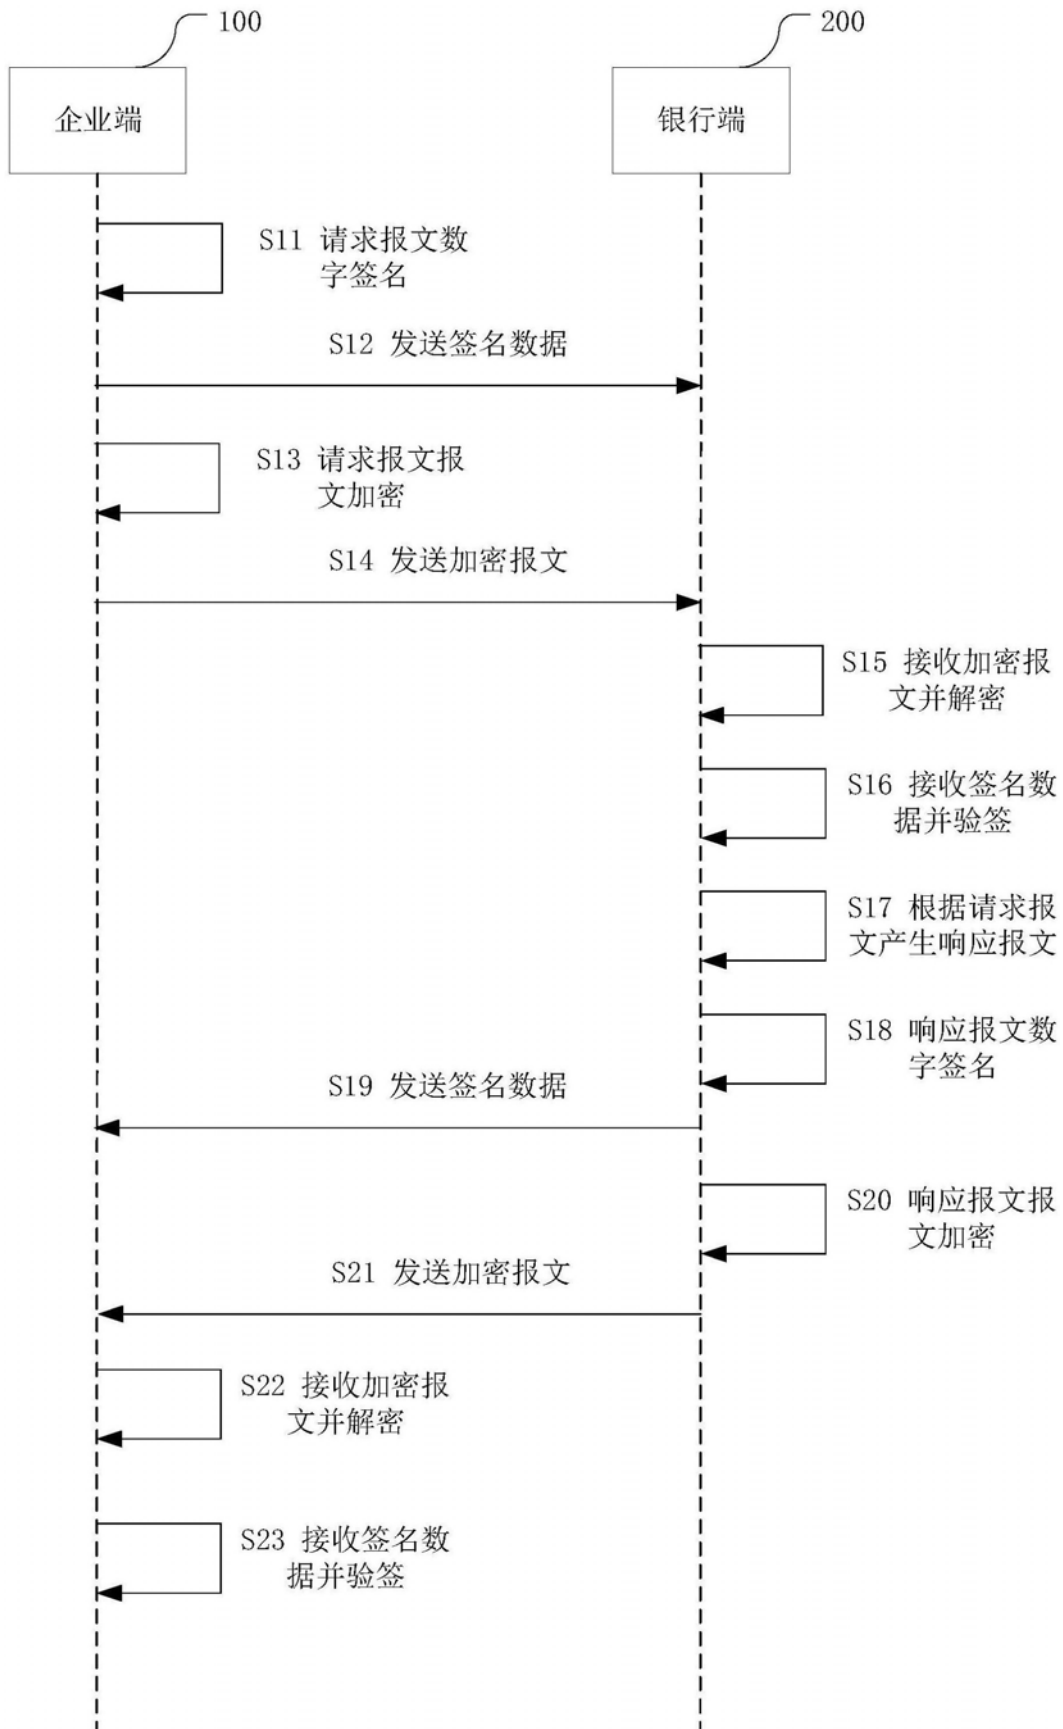 100
200
企业端
银行端
S11 请求报文数
字签名
S12 发送签名数据
S13 请求报文报
文加密
S14 发送加密报文
S15 接收加密报
文并解密
S16 接收签名数
据并验签
S17 根据请求报
文产生响应报文
S18 响应报文数
字签名
S19 发送签名数据
S20 响应报文报
文加密
S21 发送加密报文
S22 接收加密报
文并解密
S23 接收签名数
据并验签